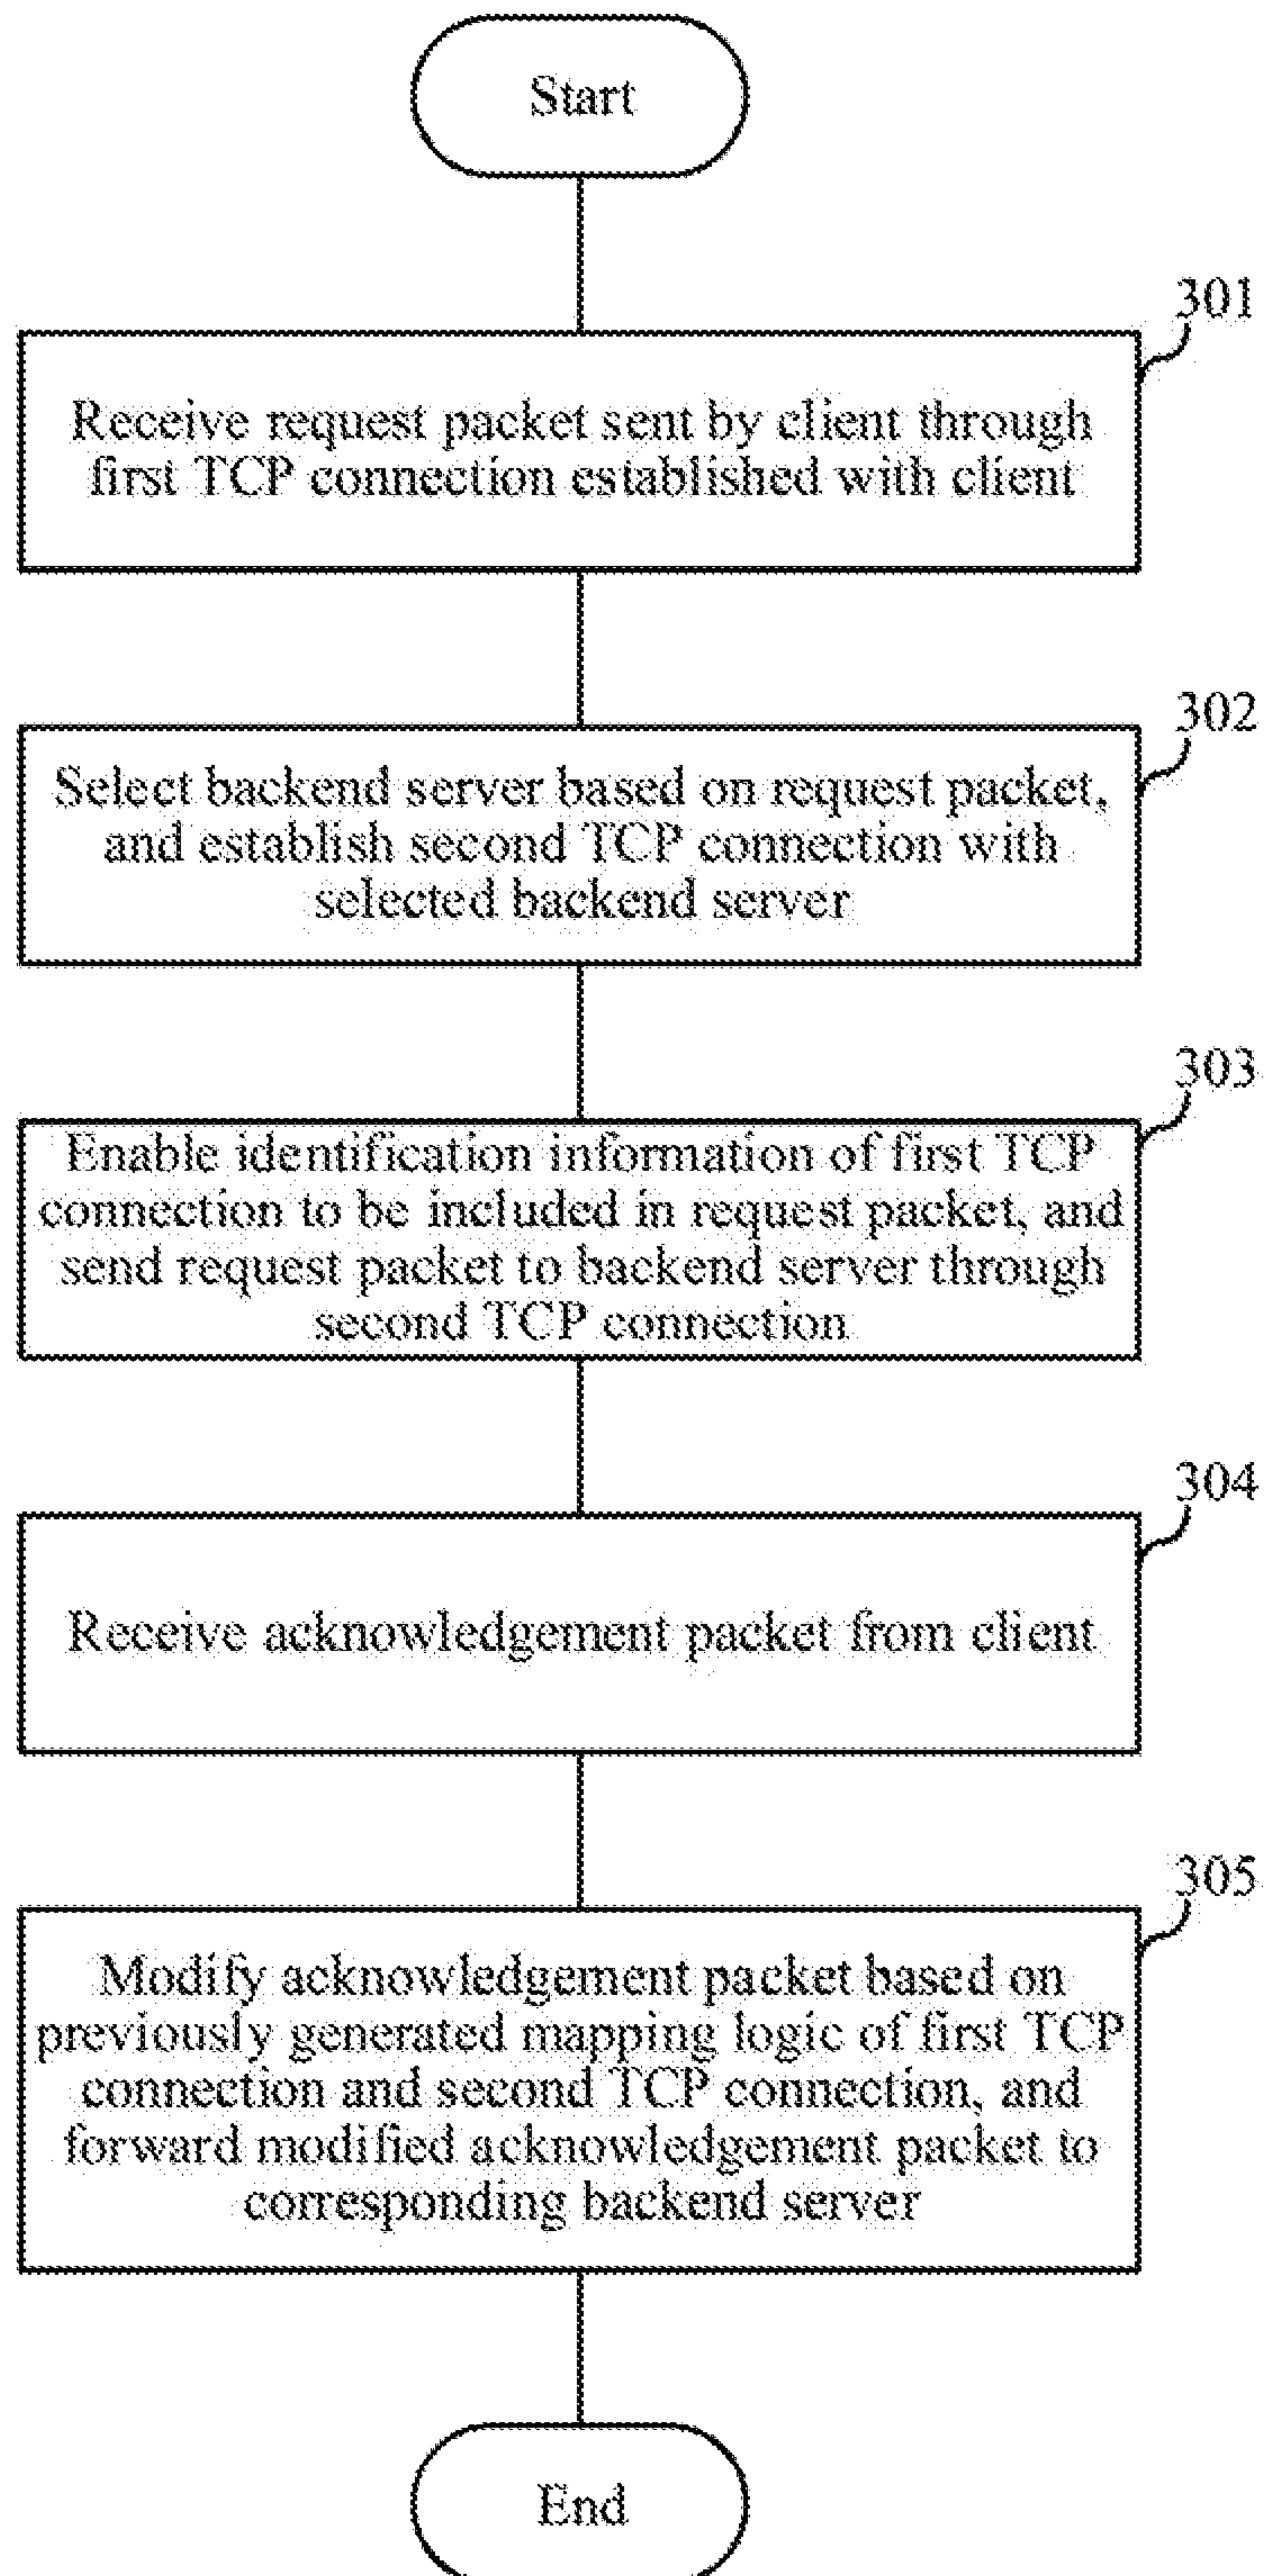 Start
301
Receive request packet sent by client through
first TCP connection established with client
302
Select backend server based on request packet,
and establish second TCP connection with
selected backend server
303
Enable identification information of first TCP
connection to be included in request packet, and
send request packet to backend server through
second TCP connection
304
Receive acknowledgement packet from client
305
Modify acknowledgement packet based on
previously generated mapping logic of first TCP
connection and second TCP connection, and
forward modified acknowledgement packet to
corresponding backend server
End